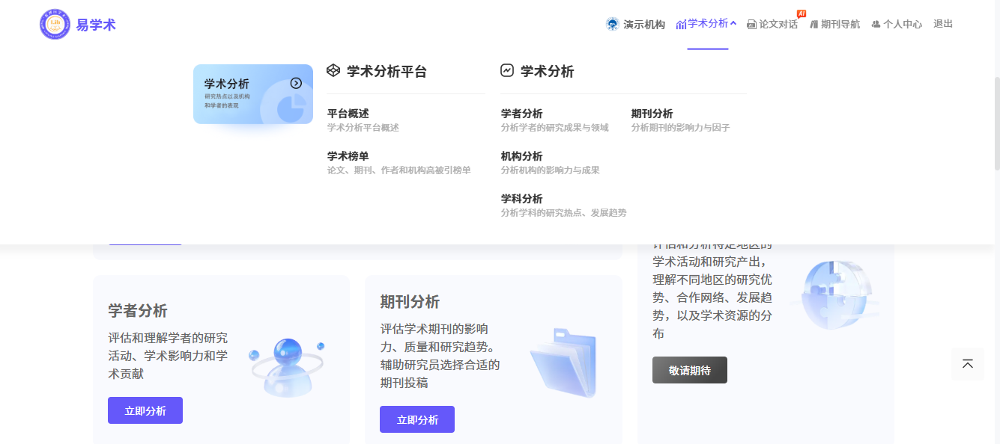 易学术
演示机构
学术分析
论文对话
AI
期刊导航
个人中心
退出
学术分析
研究热点以及机构
和学者的表现
学术分析平台
平台概述
学术分析平台概述
学术榜单
论文、期刊、作者和机构高被引榜单
学术分析
学者分析
分析学者的研究成果与领域
期刊分析
分析期刊的影响力与因子
机构分析
分析机构的影响力与成果
学科分析
分析学科的研究热点、发展趋势
评估和分析特定地区的
学术活动和研究产出，
理解不同地区的研究优
势、合作网络、发展趋
势，以及学术资源的分
布
敬请期待
学者分析
评估和理解学者的研究
活动、学术影响力和学
术贡献
立即分析
期刊分析
评估学术期刊的影响
力、质量和研究趋势。
辅助研究员选择合适的
期刊投稿
立即分析